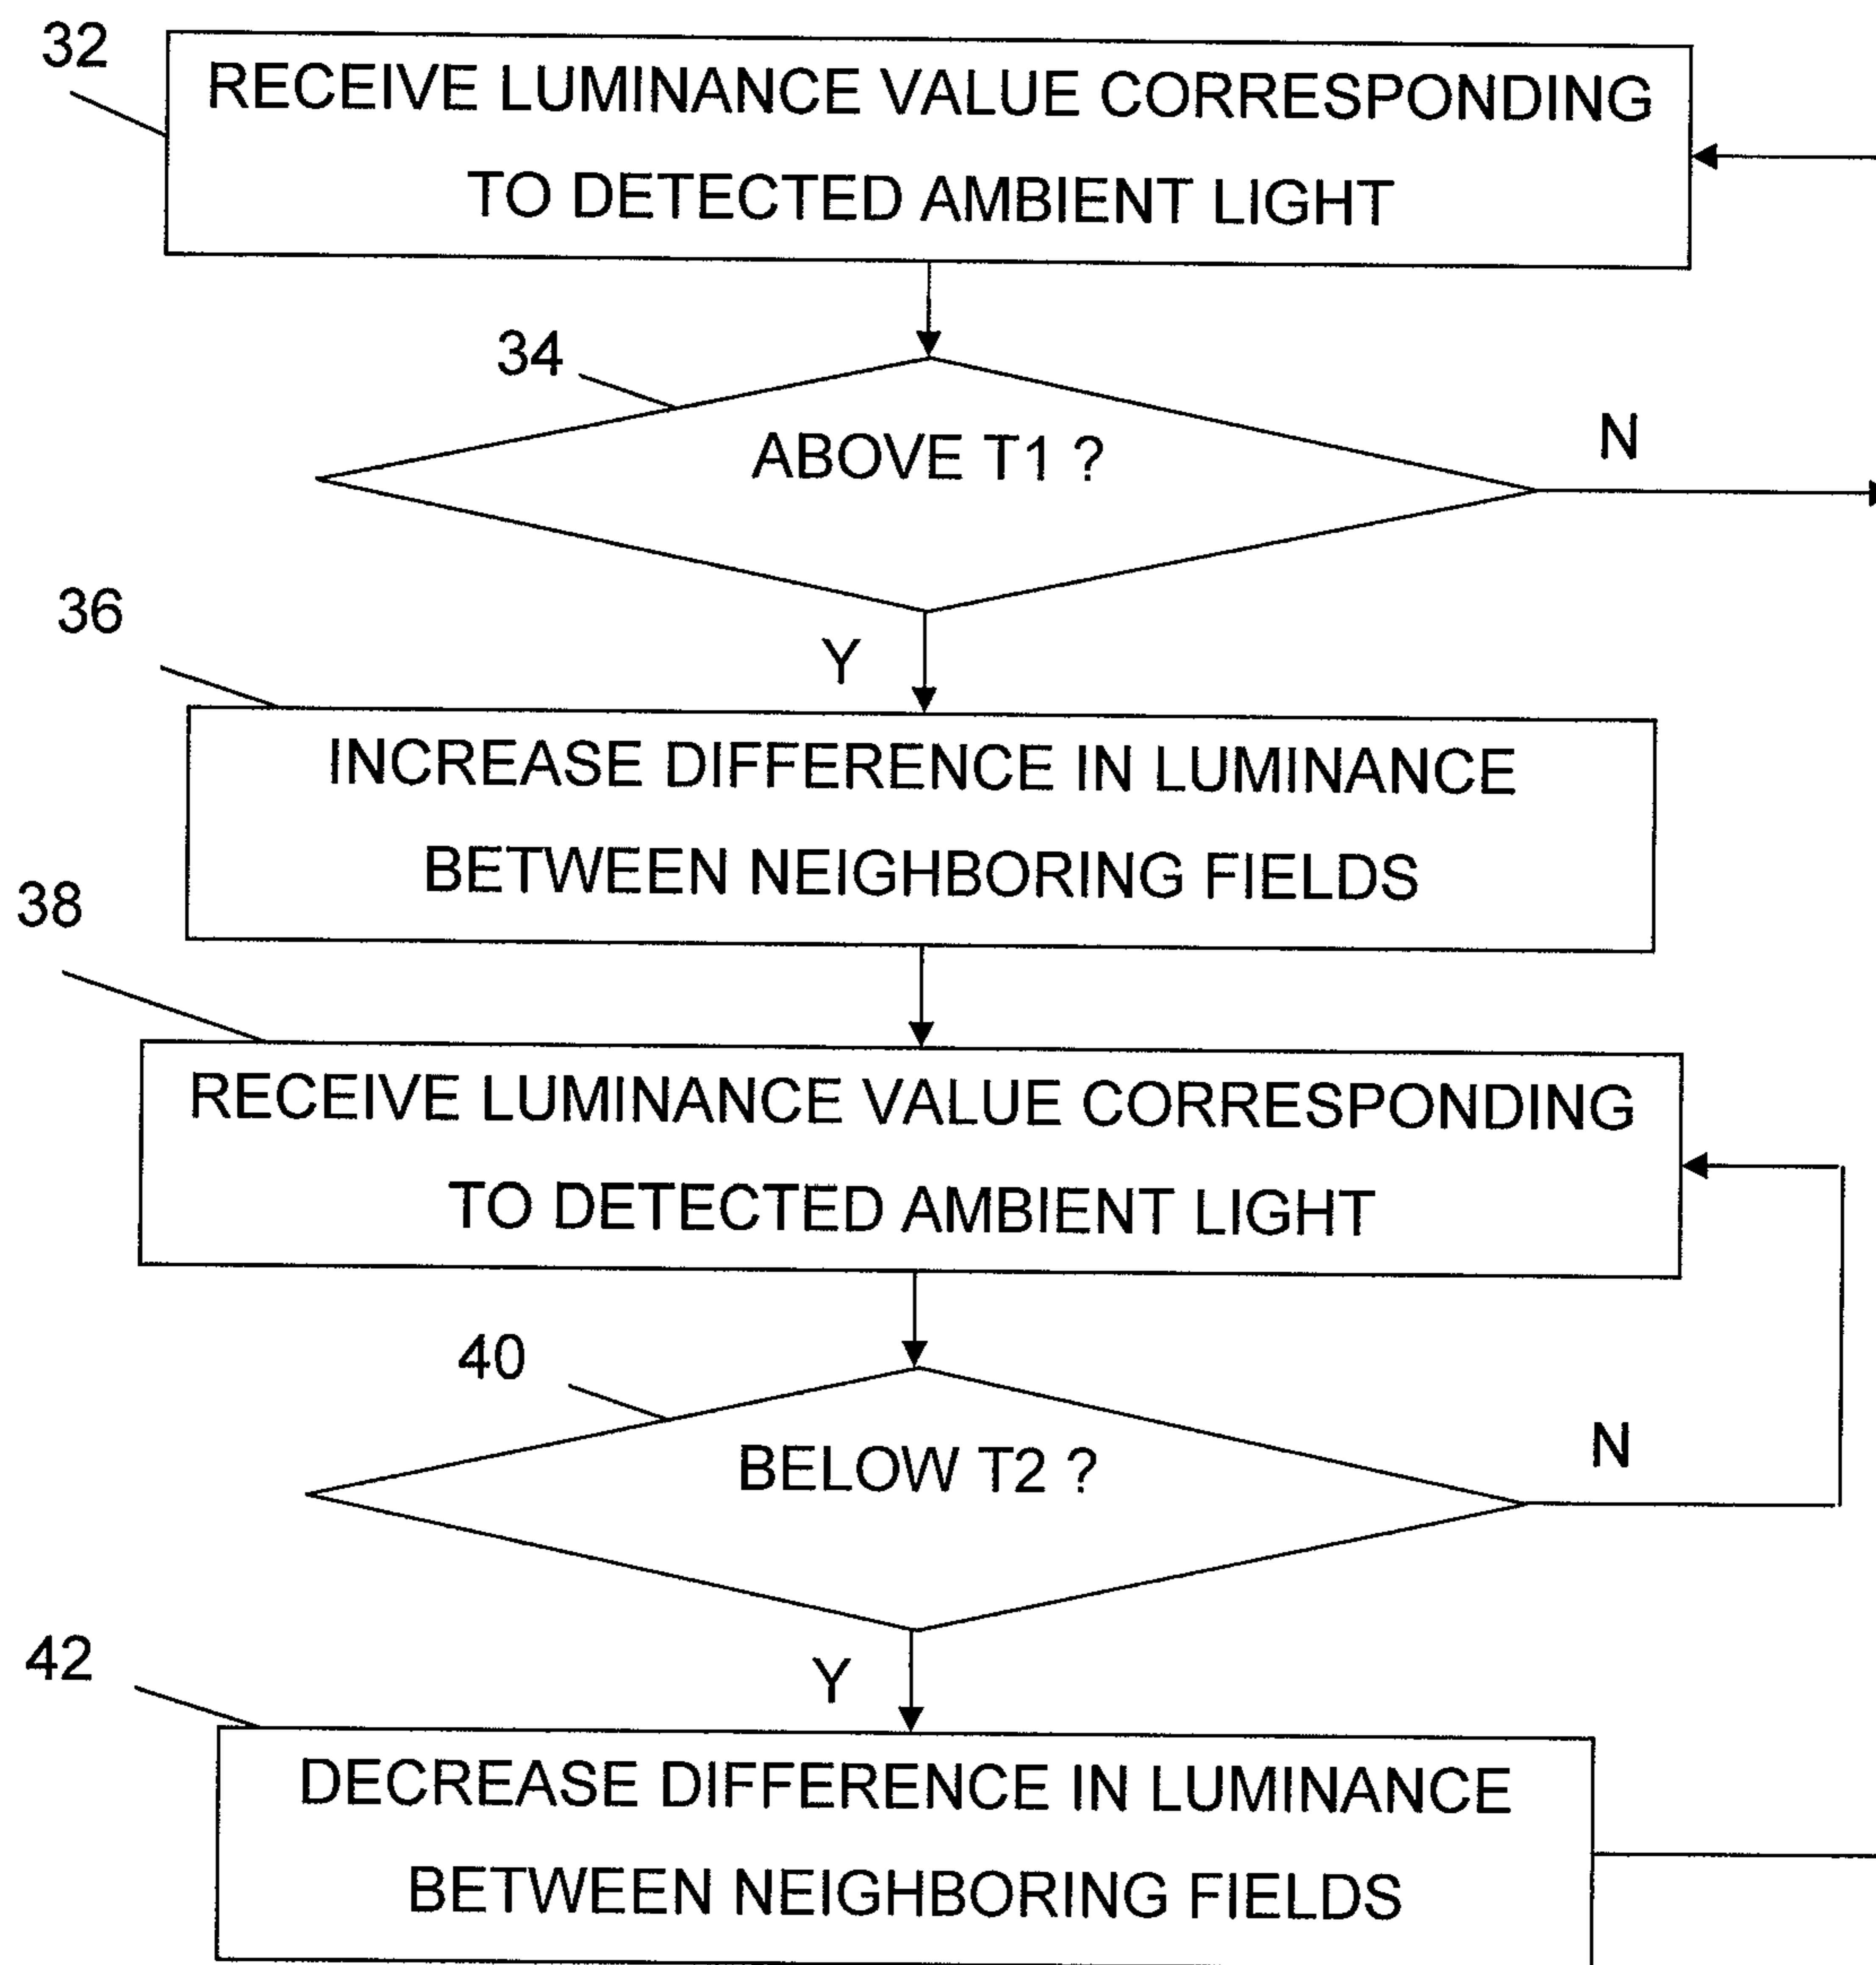 32
RECEIVE LUMINANCE VALUE CORRESPONDING
TO DETECTED AMBIENT LIGHT
34
ABOVE T1 ?
N
36
Y
INCREASE DIFFERENCE IN LUMINANCE
BETWEEN NEIGHBORING FIELDS
38
RECEIVE LUMINANCE VALUE CORRESPONDING
TO DETECTED AMBIENT LIGHT
40
BELOW T2 ?
N
42
Y
DECREASE DIFFERENCE IN LUMINANCE
BETWEEN NEIGHBORING FIELDS